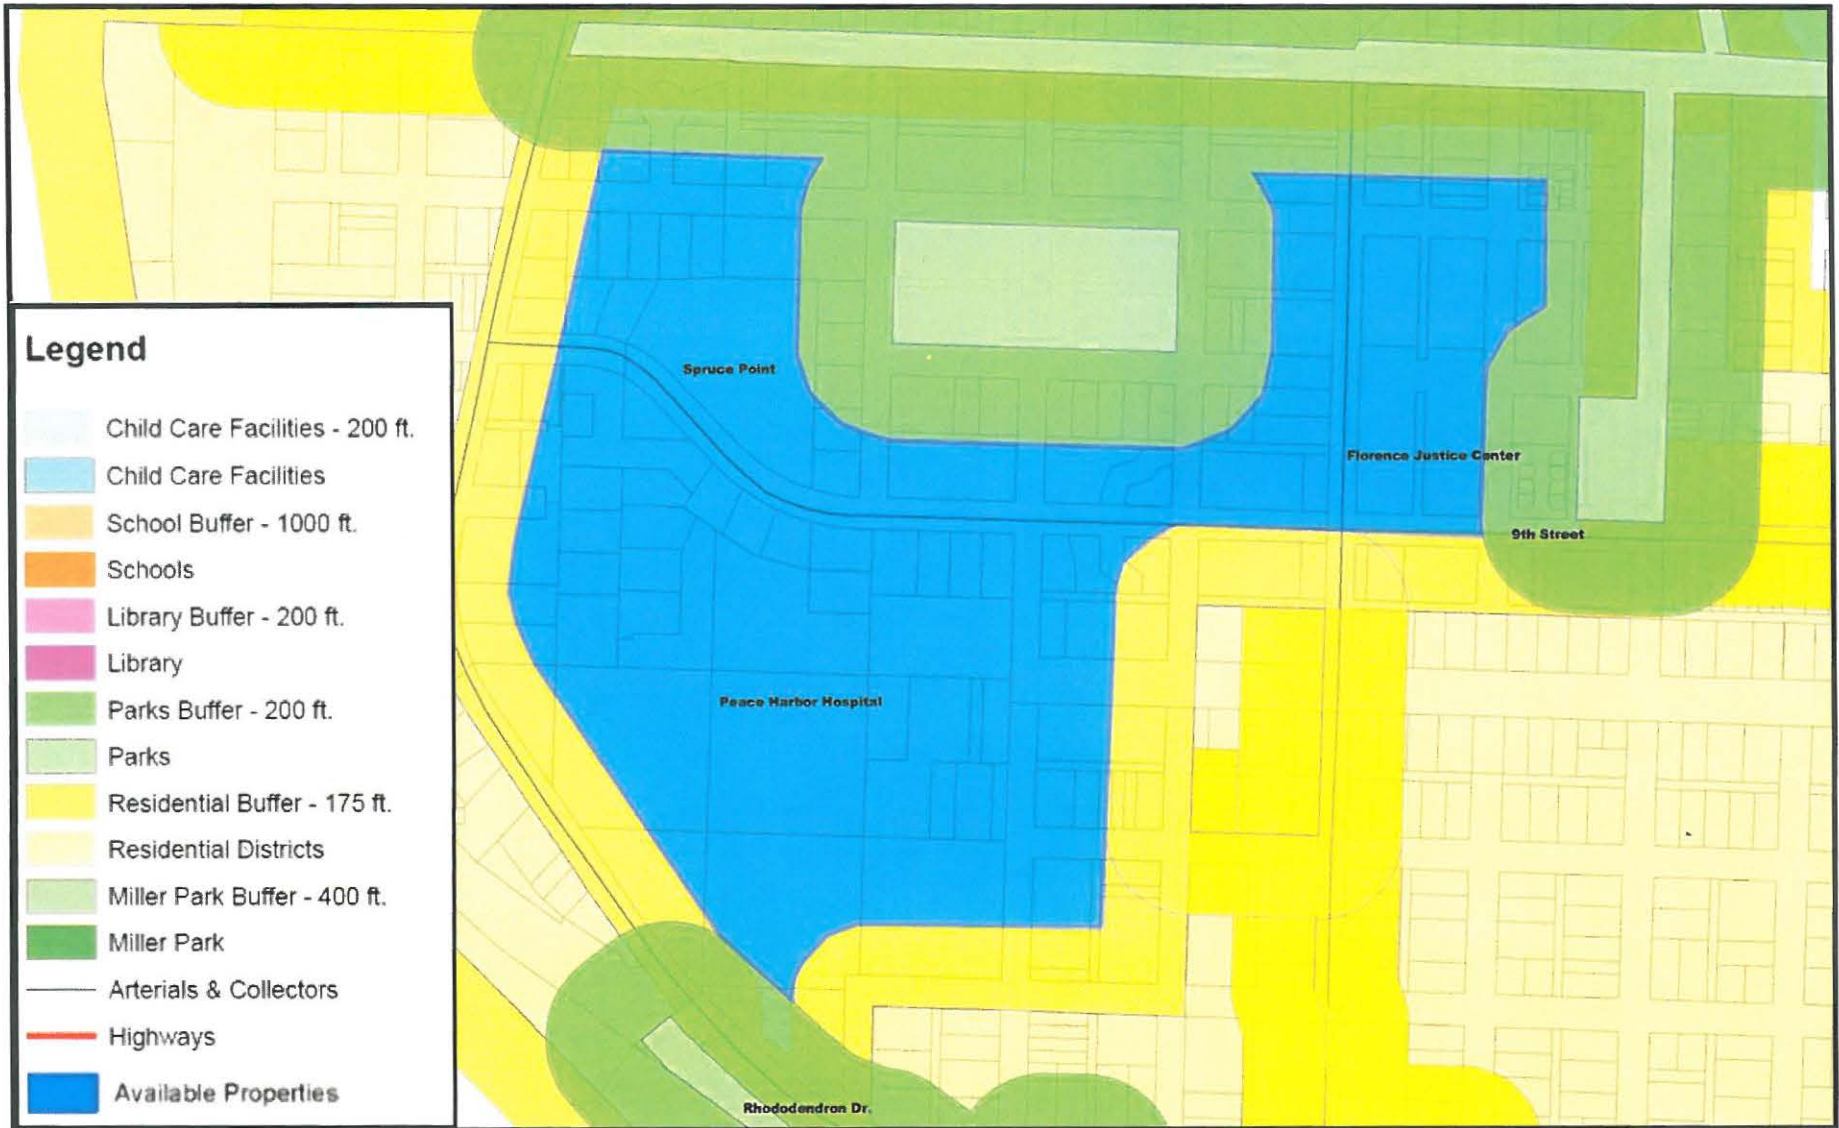 Legend
Child Care Facilities - 200 ft.
Child Care Facilities
School Buffer - 1000 ft.
Schools
Library Buffer - 200 ft.
Library
Parks Buffer - 200 ft.
Parks
Residential Buffer - 175 ft.
Residential Districts
Miller Park Buffer - 400 ft.
Miller Park
Arterials & Collectors
Highways
Available Properties
Spruce Point
Florence Justice Center
9th Street
Peace Harbor Hospital
Rhododendron Dr.